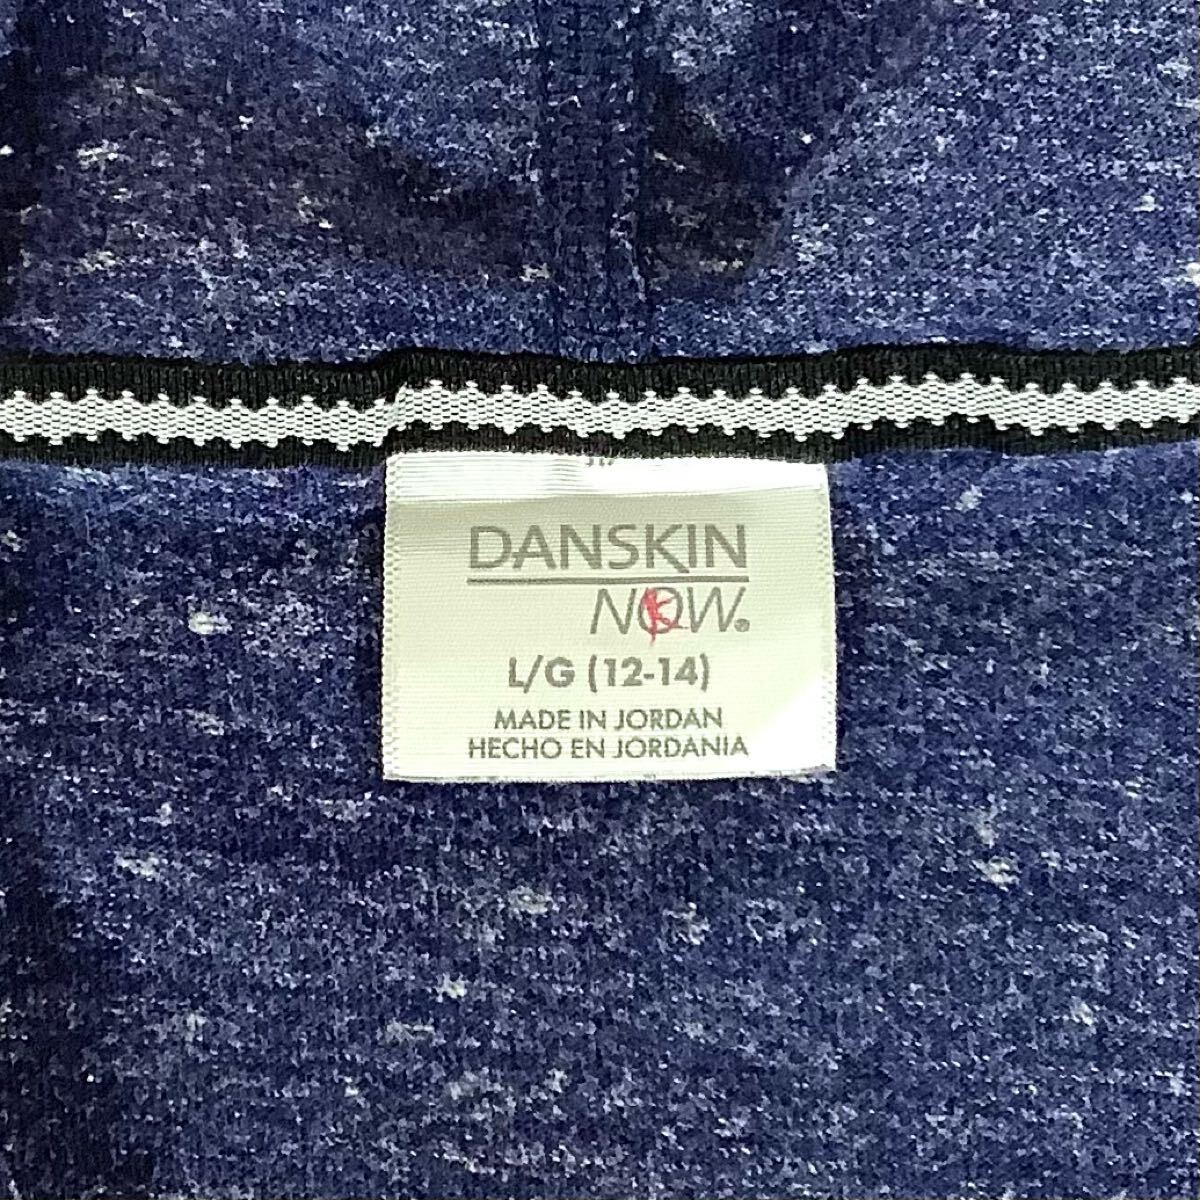 DANSKIN
NOW®
L/G (12-14)
MADE IN JORDAN
HECHO EN JORDANIA